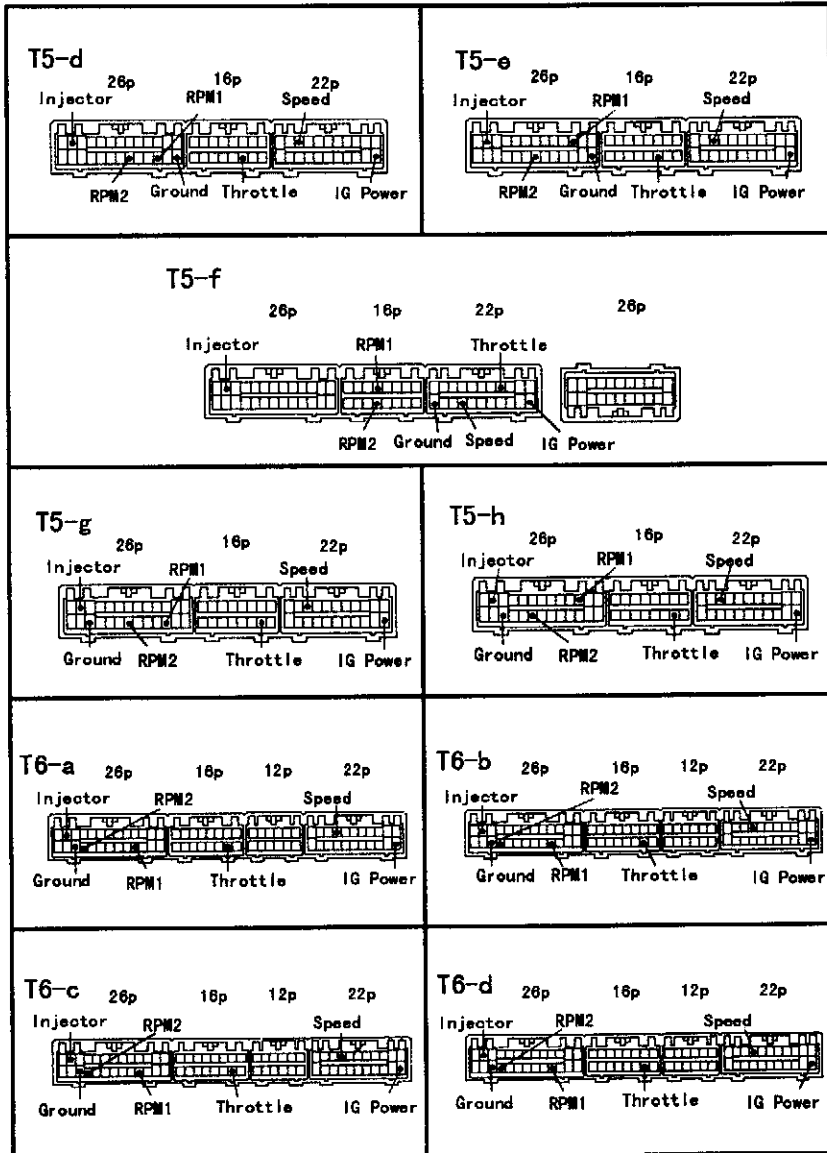 T5-d
26p 16p 22p
Injector RPM1 Speed
RPM2 Ground Throttle IG Power
T5-e
26p 16p 22p
Injector RPM1 Speed
RPM2 Ground Throttle IG Power
T5-f
26p 16p 22p 26p
Injector RPM1 Throttle
RPM2 Ground Speed IG Power
T5-g
26p 16p 22p
Injector RPM1 Speed
Ground RPM2 Throttle IG Power
T5-h
26p 16p 22p
Injector RPM1 Speed
Ground RPM2 Throttle IG Power
T6-a
26p 16p 12p 22p
Injector RPM2 Speed
Ground RPM1 Throttle IG Power
T6-b
26p 16p 12p 22p
Injector RPM2 Speed
Ground RPM1 Throttle IG Power
T6-c
26p 16p 12p 22p
Injector RPM2 Speed
Ground RPM1 Throttle IG Power
T6-d
26p 16p 12p 22p
Injector RPM2 Speed
Ground RPM1 Throttle IG Power